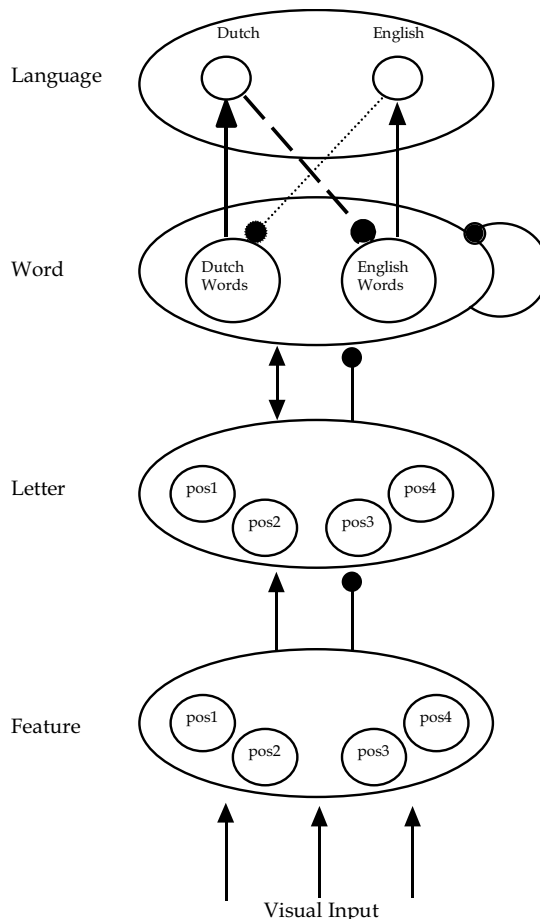 Dutch
English
Language
Word
Dutch
Words
English
Words
Letter
pos1
pos2
pos3
pos4
Feature
pos1
pos2
pos3
pos4
Visual Input